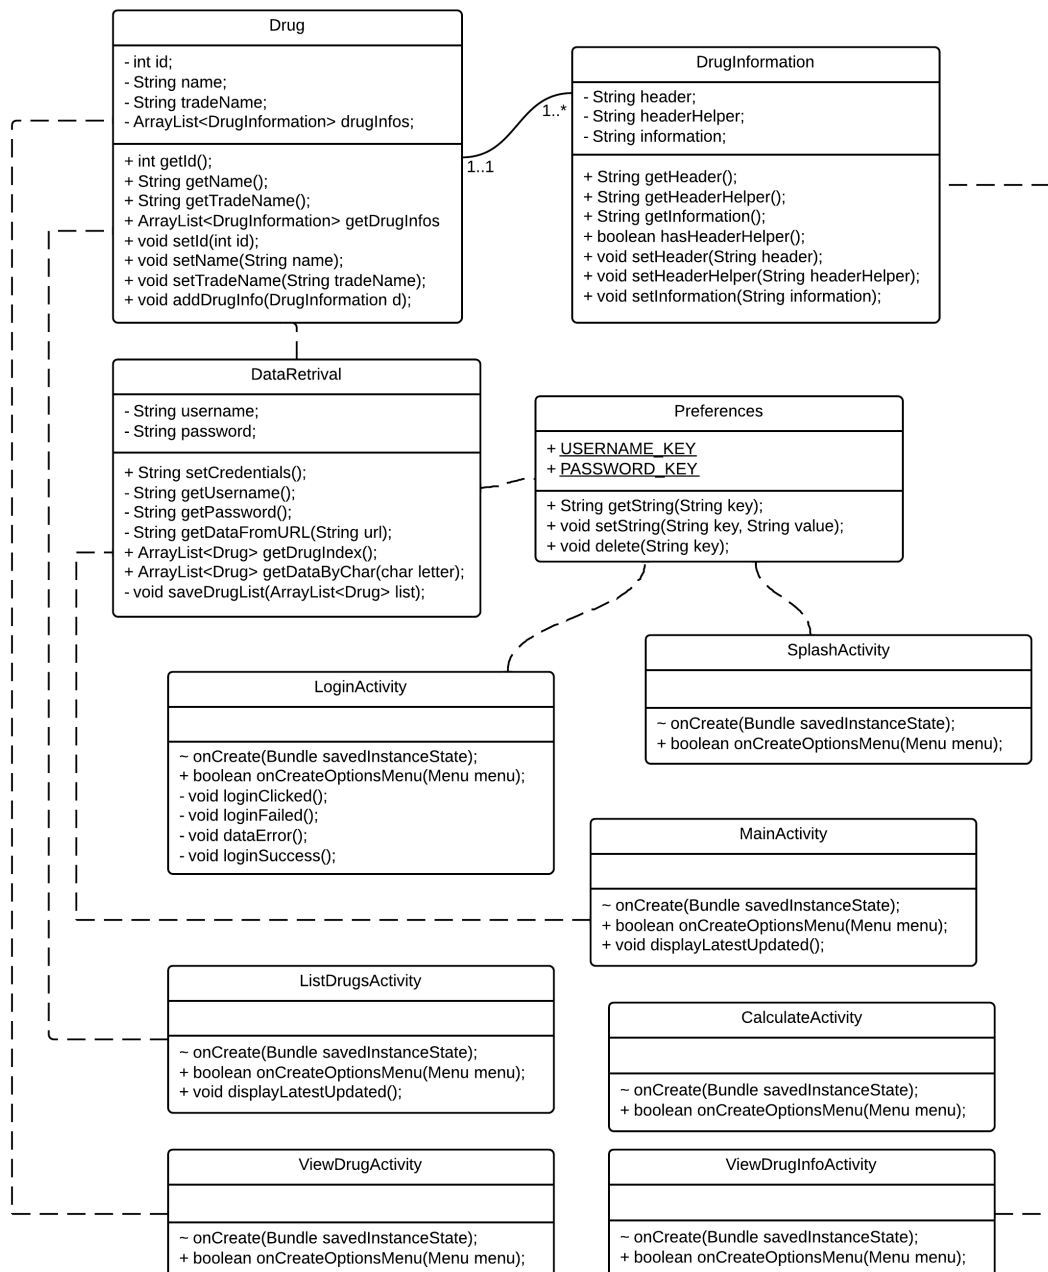 Drug
- int id;
- String name;
- String tradeName;
- ArrayList<DrugInformation> drugInfos;
+ int getId();
+ String getName();
+ String getTradeName();
+ ArrayList<DrugInformation> getDrugInfos
+ void setId(int id);
+ void setName(String name);
+ void setTradeName(String tradeName);
+ void addDrugInfo(DrugInformation d);
1..1
1..*
DrugInformation
- String header;
- String headerHelper;
- String information;
+ String getHeader();
+ String getHeaderHelper();
+ String getInformation();
+ boolean hasHeaderHelper();
+ void setHeader(String header);
+ void setHeaderHelper(String headerHelper);
+ void setInformation(String information);
DataRetrival
- String username;
- String password;
+ String setCredentials();
- String getUsername();
- String getPassword();
- String getDataFromURL(String url);
+ ArrayList<Drug> getDrugIndex();
+ ArrayList<Drug> getDataByChar(char letter);
- void saveDrugList(ArrayList<Drug> list);
Preferences
+ USERNAME_KEY
+ PASSWORD_KEY
+ String getString(String key);
+ void setString(String key, String value);
+ void delete(String key);
SplashActivity
~ onCreate(Bundle savedInstanceState);
+ boolean onCreateOptionsMenu(Menu menu);
LoginActivity
~ onCreate(Bundle savedInstanceState);
+ boolean onCreateOptionsMenu(Menu menu);
- void loginClicked();
- void loginFailed();
- void dataError();
- void loginSuccess();
MainActivity
~ onCreate(Bundle savedInstanceState);
+ boolean onCreateOptionsMenu(Menu menu);
+ void displayLatestUpdated();
ListDrugsActivity
~ onCreate(Bundle savedInstanceState);
+ boolean onCreateOptionsMenu(Menu menu);
+ void displayLatestUpdated();
CalculateActivity
~ onCreate(Bundle savedInstanceState);
+ boolean onCreateOptionsMenu(Menu menu);
ViewDrugActivity
~ onCreate(Bundle savedInstanceState);
+ boolean onCreateOptionsMenu(Menu menu);
ViewDrugInfoActivity
~ onCreate(Bundle savedInstanceState);
+ boolean onCreateOptionsMenu(Menu menu);